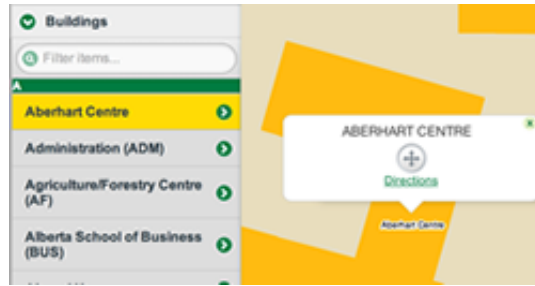 Buildings
Filter items...
A
Aberhart Centre
Administration (ADM)
Agriculture/Forestry Centre
(AF)
Alberta School of Business
(BUS)
ABERHART CENTRE
Directions
Aberhart Centre